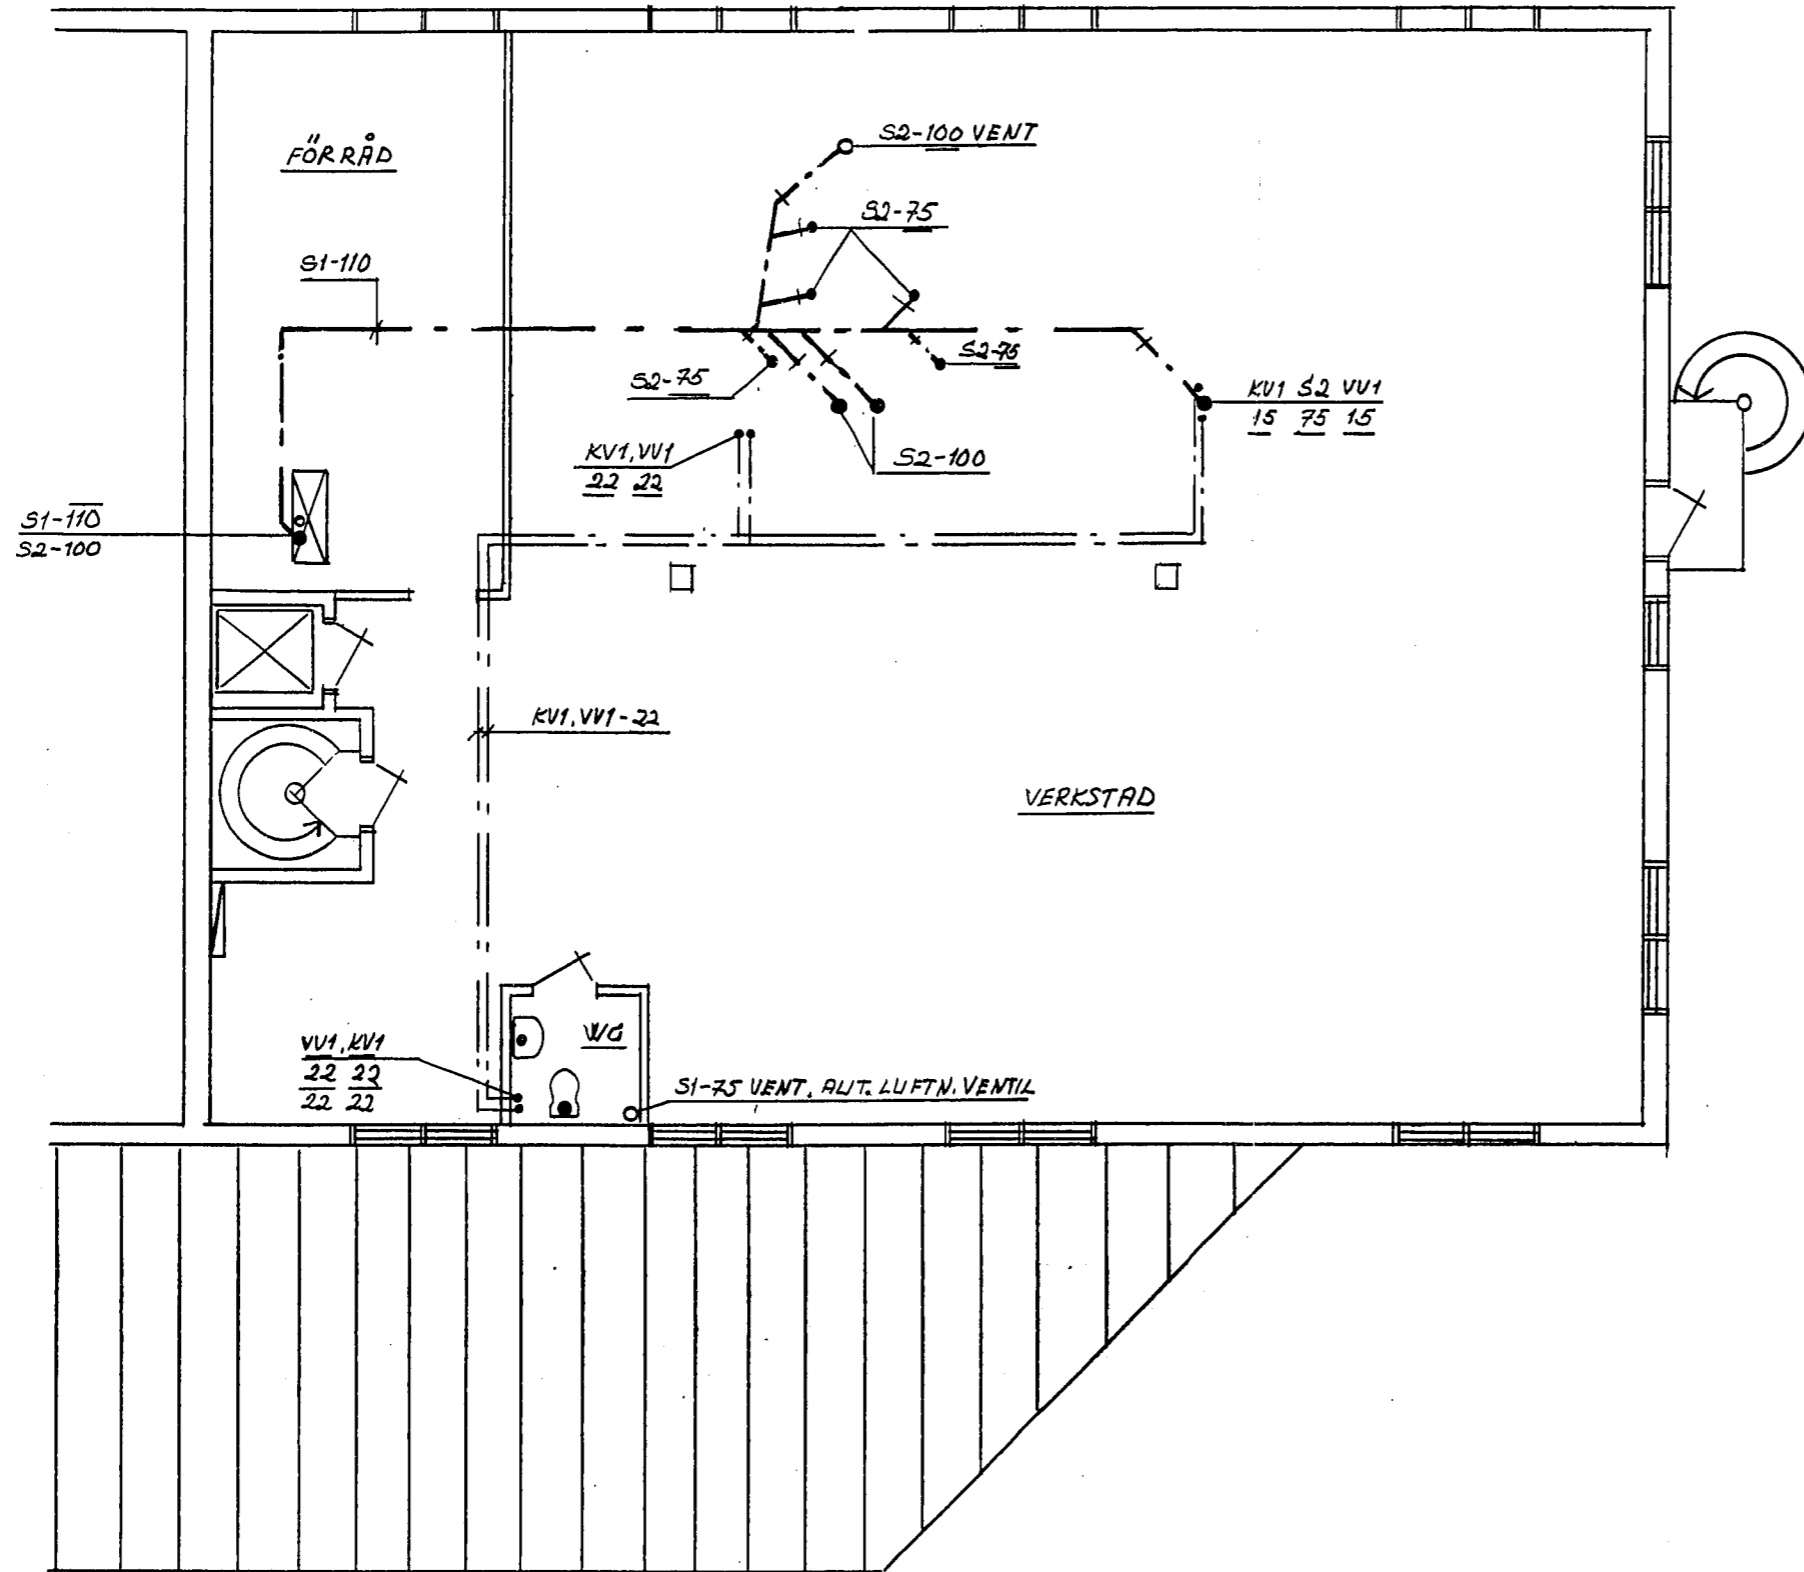 S2-100 VENT
FÖRRÅD
S2-75
S1-110
S2-75
S2-75
KV1 S2 VV1
15 75 15
KV1, VV1
22 22
S2-100
S1-110
S2-100
KV1, VV1-22
VERKSTAD
WC
VV1, KV1
22 22
22 22
S1-75 VENT. AUT. LUFTN. VENTIL